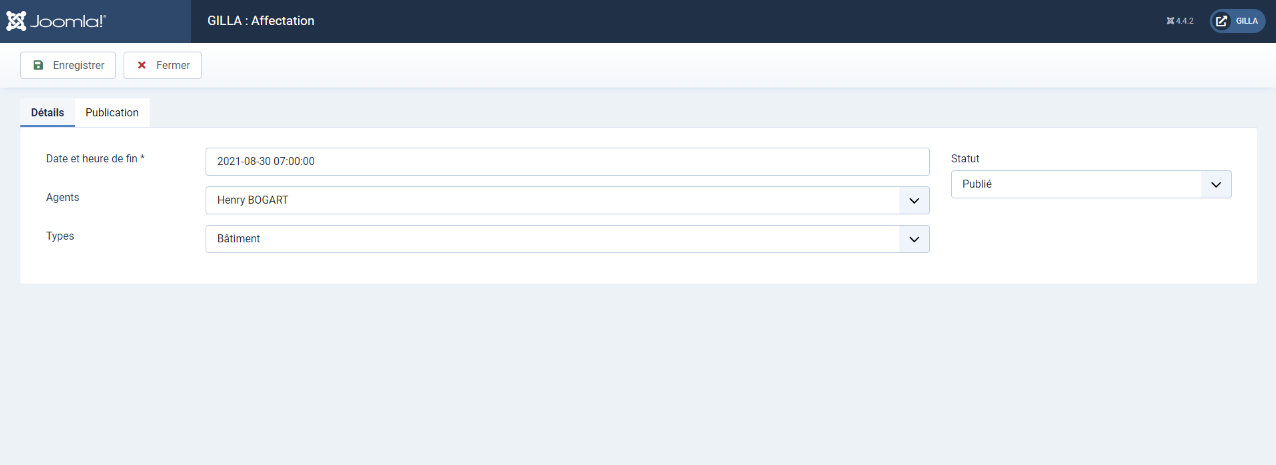 Joomla!®
GILLA : Affectation
4.4.2
GILLA
Enregistrer
Fermer
Détails
Publication
Date et heure de fin *
2021-08-30 07:00:00
Statut
Publié
Agents
Henry BOGART
Types
Bâtiment